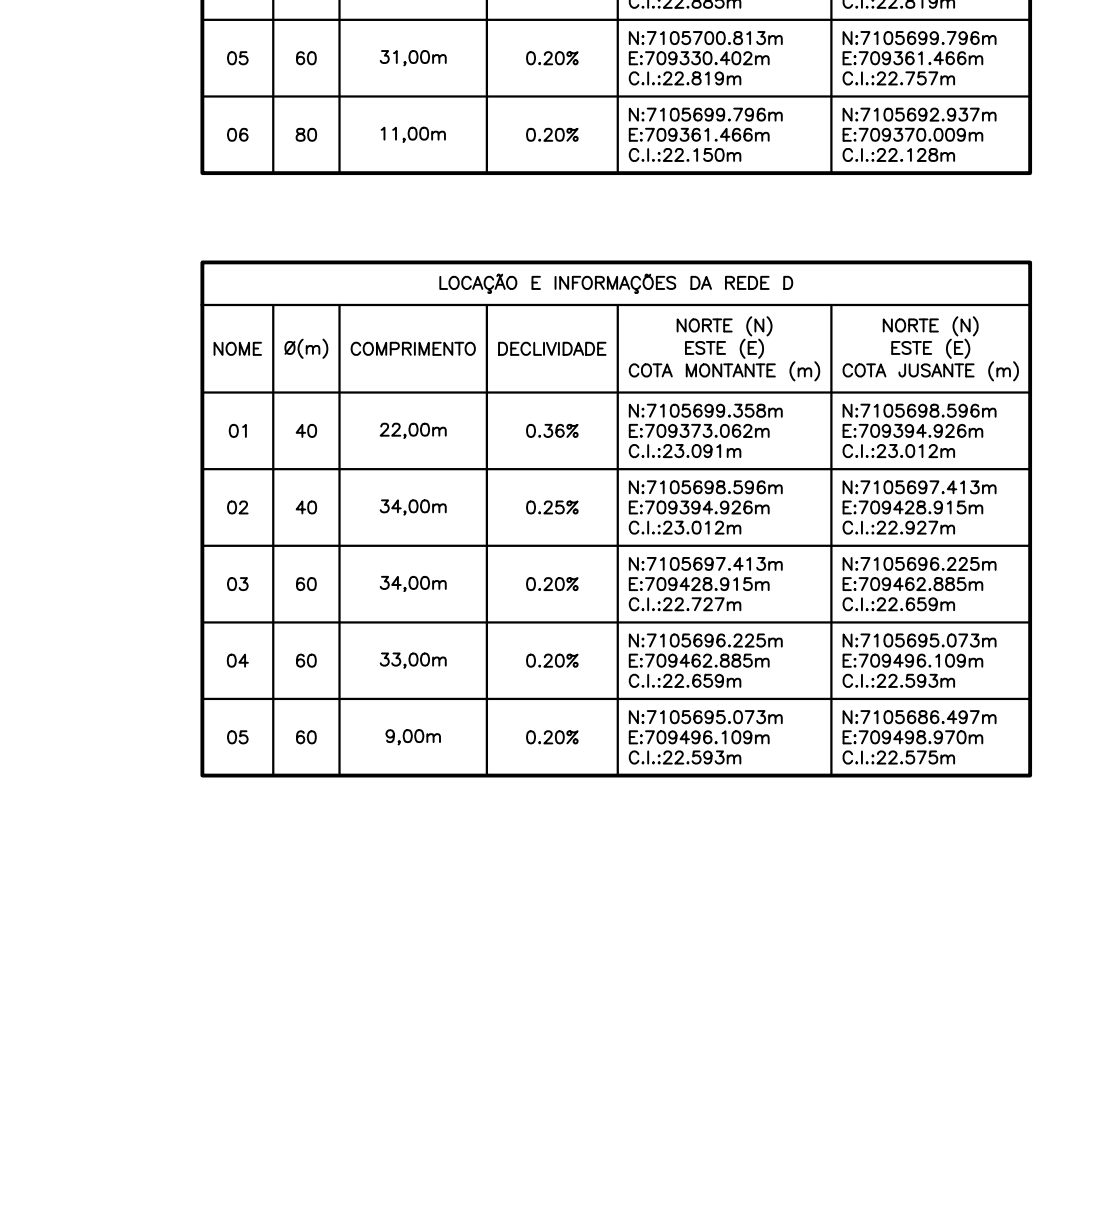 C.I.:22.885m C.I.:22.819m
N:7105700.813m N:7105699.796m
05 60 31,00m 0.20% E:709330.402m E:709361.466m
C.I.:22.819m C.I.:22.757m
N:7105699.796m N:7105692.937m
06 80 11,00m 0.20% E:709361.466m E:709370.009m
C.I.:22.150m C.I.:22.128m
LOCAÇÃO E INFORMAÇÕES DA REDE D
NORTE (N) NORTE (N)
NOME Ø(m) COMPRIMENTO DECLIVIDADE ESTE (E) ESTE (E)
COTA MONTANTE (m) COTA JUSANTE (m)
N:7105699.358m N:7105698.596m
01 40 22,00m 0.36% E:709373.062m E:709394.926m
C.I.:23.091m C.I.:23.012m
N:7105698.596m N:7105697.413m
02 40 34,00m 0.25% E:709394.926m E:709428.915m
C.I.:23.012m C.I.:22.927m
N:7105697.413m N:7105696.225m
03 60 34,00m 0.20% E:709428.915m E:709462.885m
C.I.:22.727m C.I.:22.659m
N:7105696.225m N:7105695.073m
04 60 33,00m 0.20% E:709462.885m E:709496.109m
C.I.:22.659m C.I.:22.593m
N:7105695.073m N:7105686.497m
05 60 9,00m 0.20% E:709496.109m E:709498.970m
C.I.:22.593m C.I.:22.575m